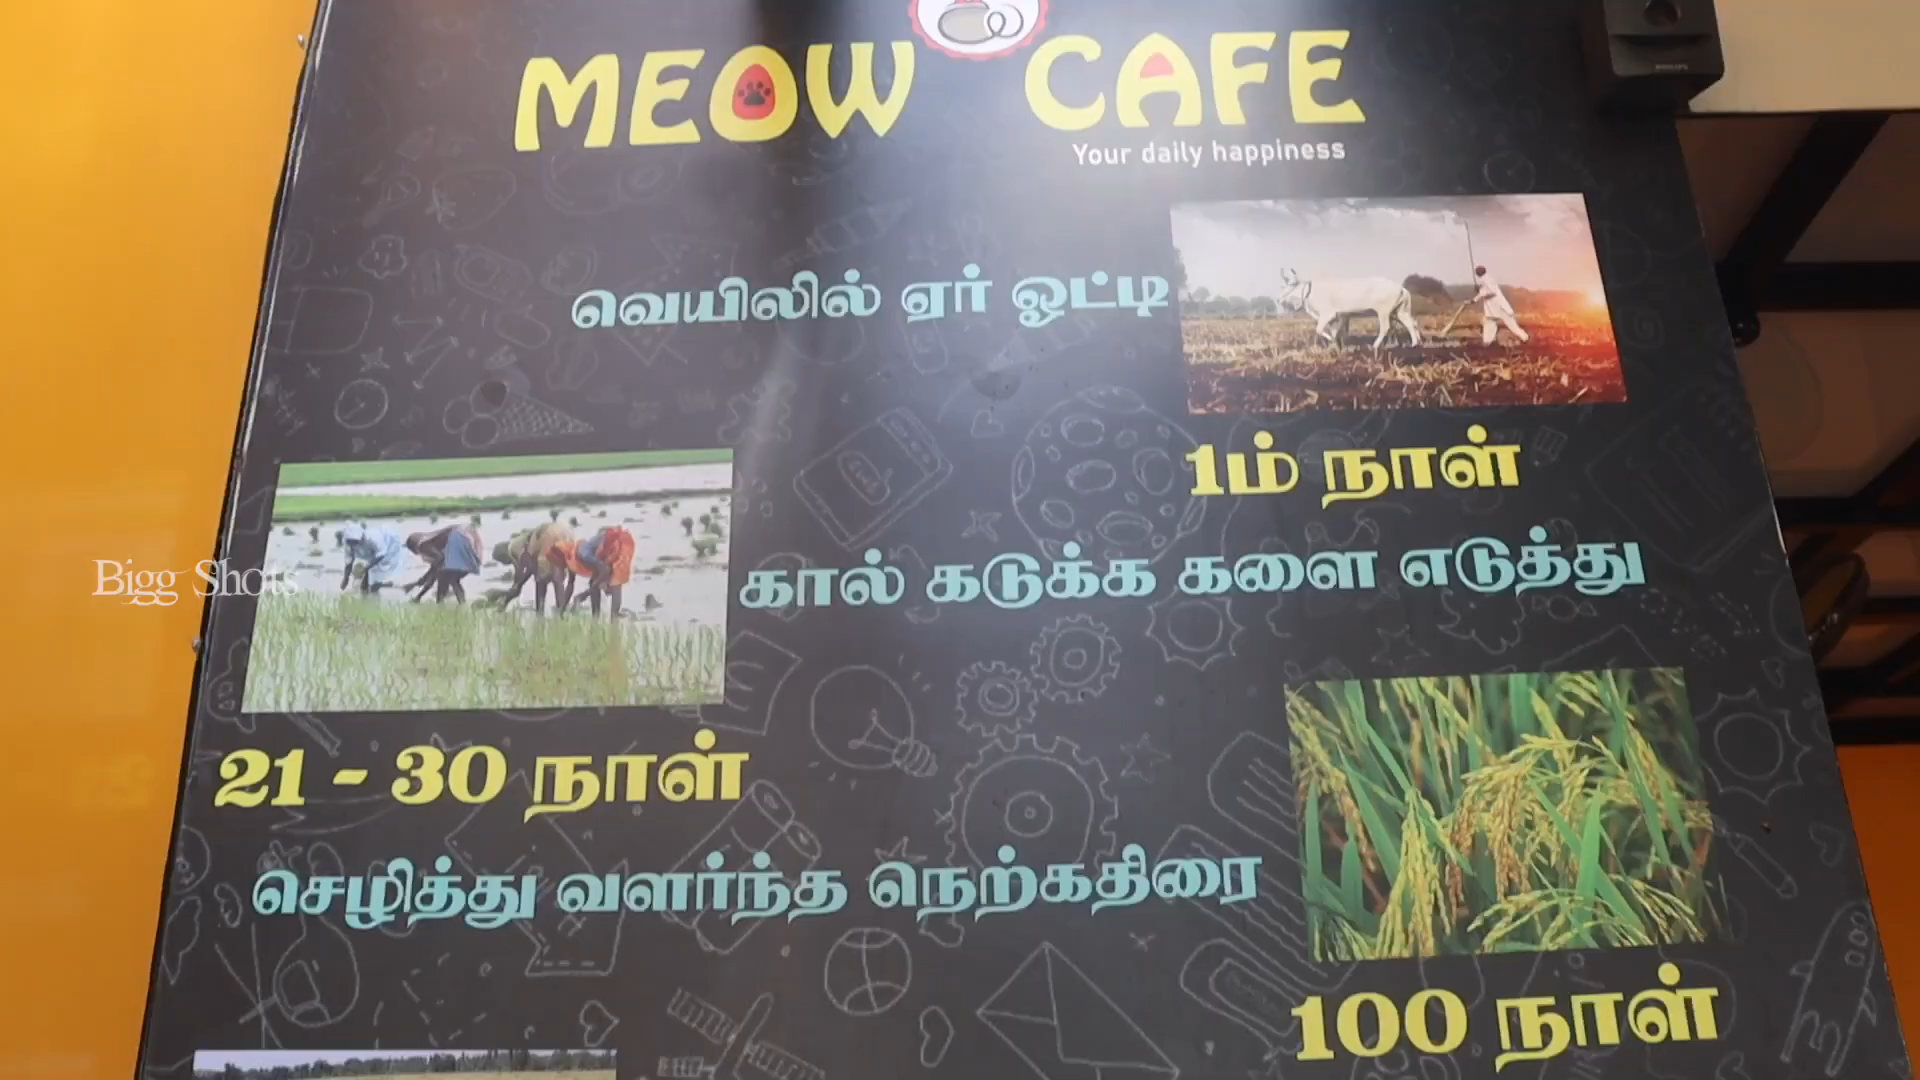 MEOW CAFE
Your daily happiness
வெயிலில் ஏர் ஓட்டி
1ம் நாள்
கால் கடுக்க களை எடுத்து
Bigg Shots
21 - 30 நாள்
செழித்து வளர்ந்த நெற்கதிரை
100 நாள்